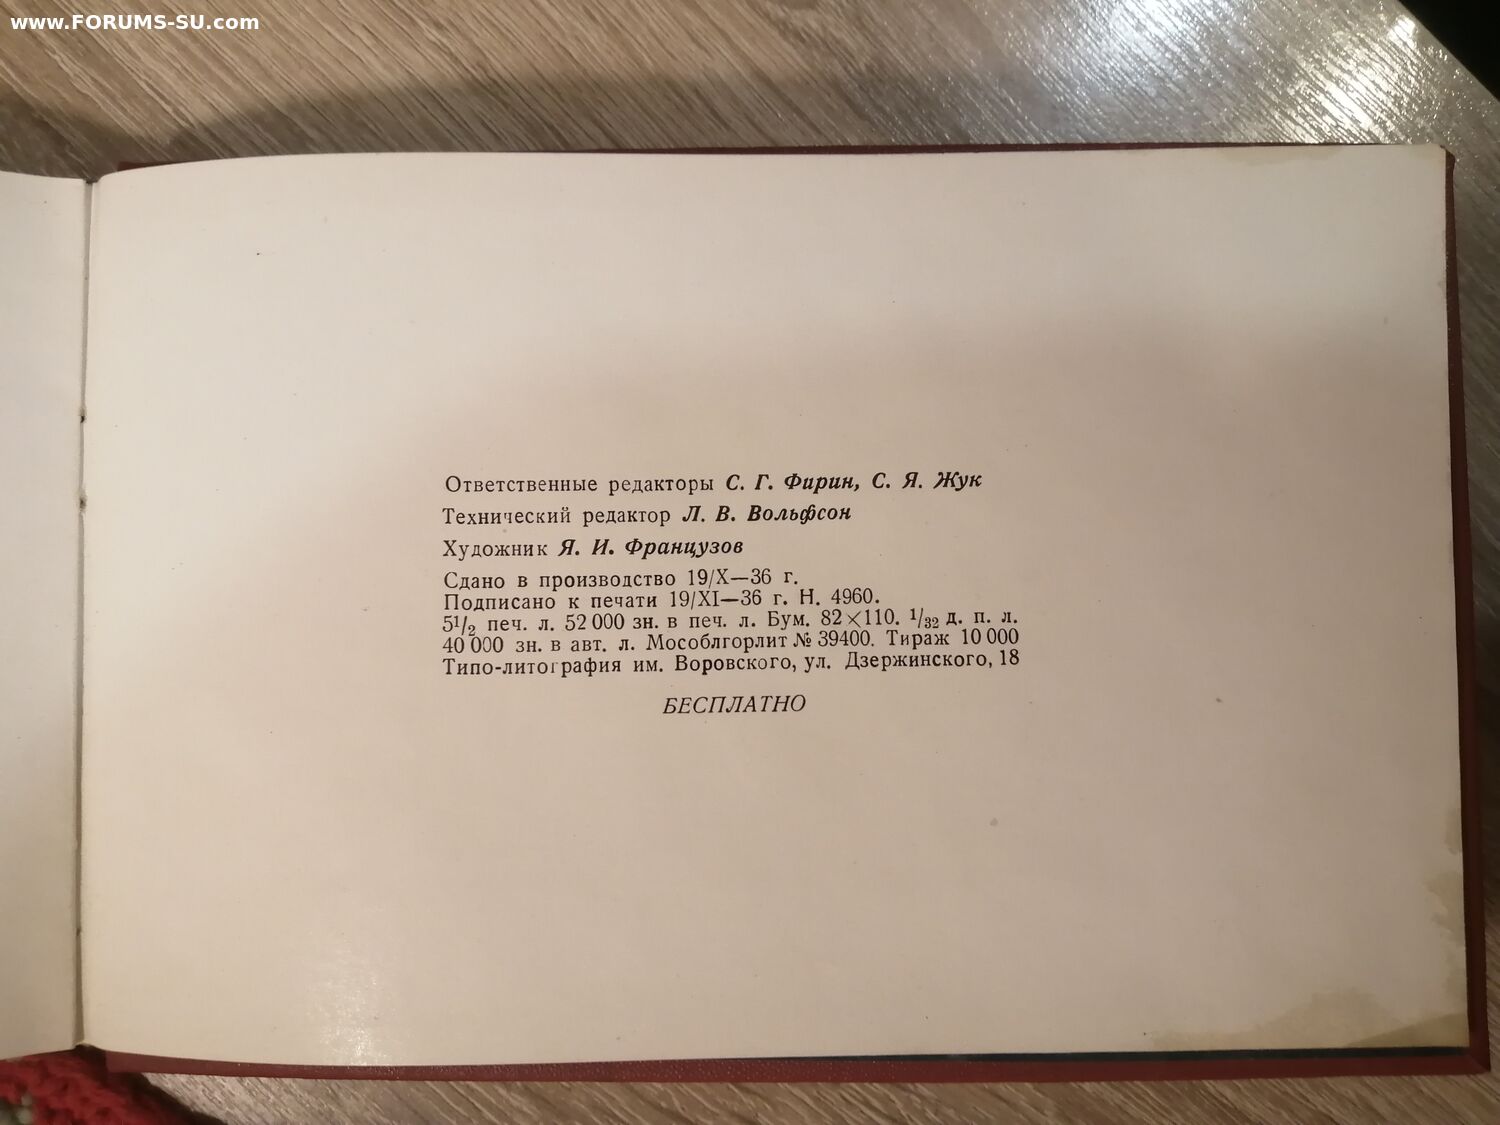 www.FORUMS-SU.com
Ответственные редакторы С. Г. Фирин, С. Я. Жук
Технический редактор Л. В. Вольфсон
Художник Я. И. Французов
Сдано в производство 19/X—36 г.
Подписано к печати 19/XI—36 г. Н. 4960.
5¹/₂ печ. л. 52 000 зн. в печ. л. Бум. 82×110. ¹/₃₂ д. п. л.
40 000 зн. в авт. л. Мособлгорлит № 39400. Тираж 10 000
Типо-литография им. Воровского, ул. Дзержинского, 18
БЕСПЛАТНО